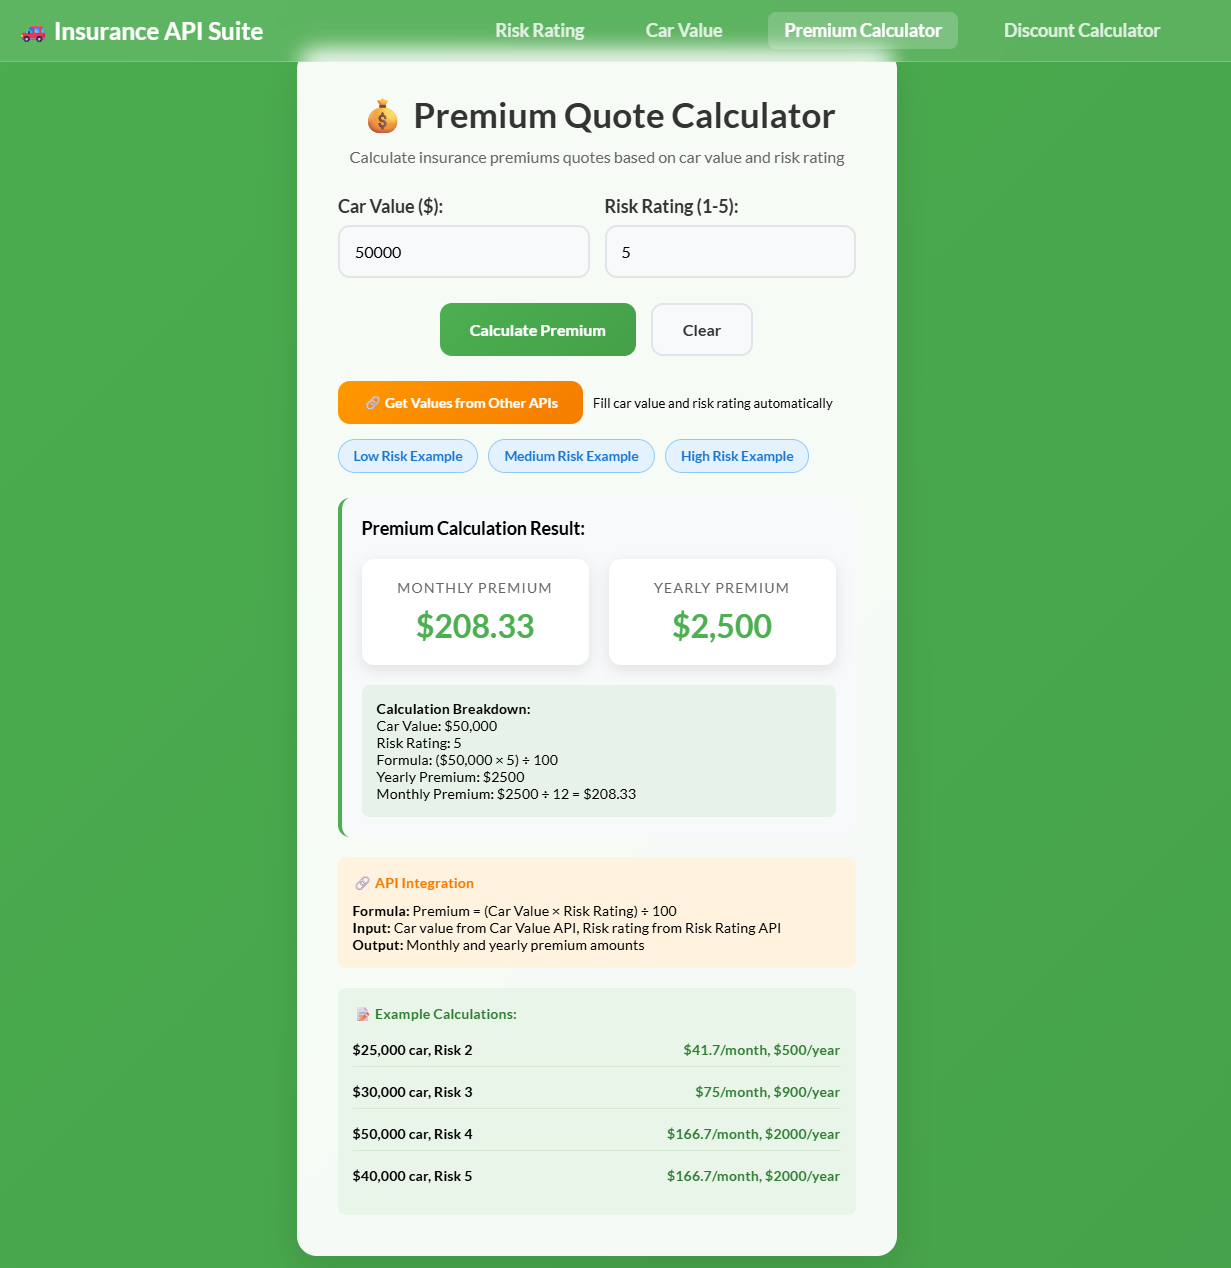 Insurance API Suite
Risk Rating
Car Value
Premium Calculator
Discount Calculator
Premium Quote Calculator
Calculate insurance premiums quotes based on car value and risk rating
Car Value ($):
Risk Rating (1-5):
50000
5
Calculate Premium
Clear
Get Values from Other APIs
Fill car value and risk rating automatically
Low Risk Example
Medium Risk Example
High Risk Example
Premium Calculation Result:
MONTHLY PREMIUM
$208.33
YEARLY PREMIUM
$2,500
Calculation Breakdown:
Car Value: $50,000
Risk Rating: 5
Formula: ($50,000 × 5) ÷ 100
Yearly Premium: $2500
Monthly Premium: $2500 ÷ 12 = $208.33
API Integration
Formula: Premium = (Car Value × Risk Rating) ÷ 100
Input: Car value from Car Value API, Risk rating from Risk Rating API
Output: Monthly and yearly premium amounts
Example Calculations:
$25,000 car, Risk 2 $41.7/month, $500/year
$30,000 car, Risk 3 $75/month, $900/year
$50,000 car, Risk 4 $166.7/month, $2000/year
$40,000 car, Risk 5 $166.7/month, $2000/year